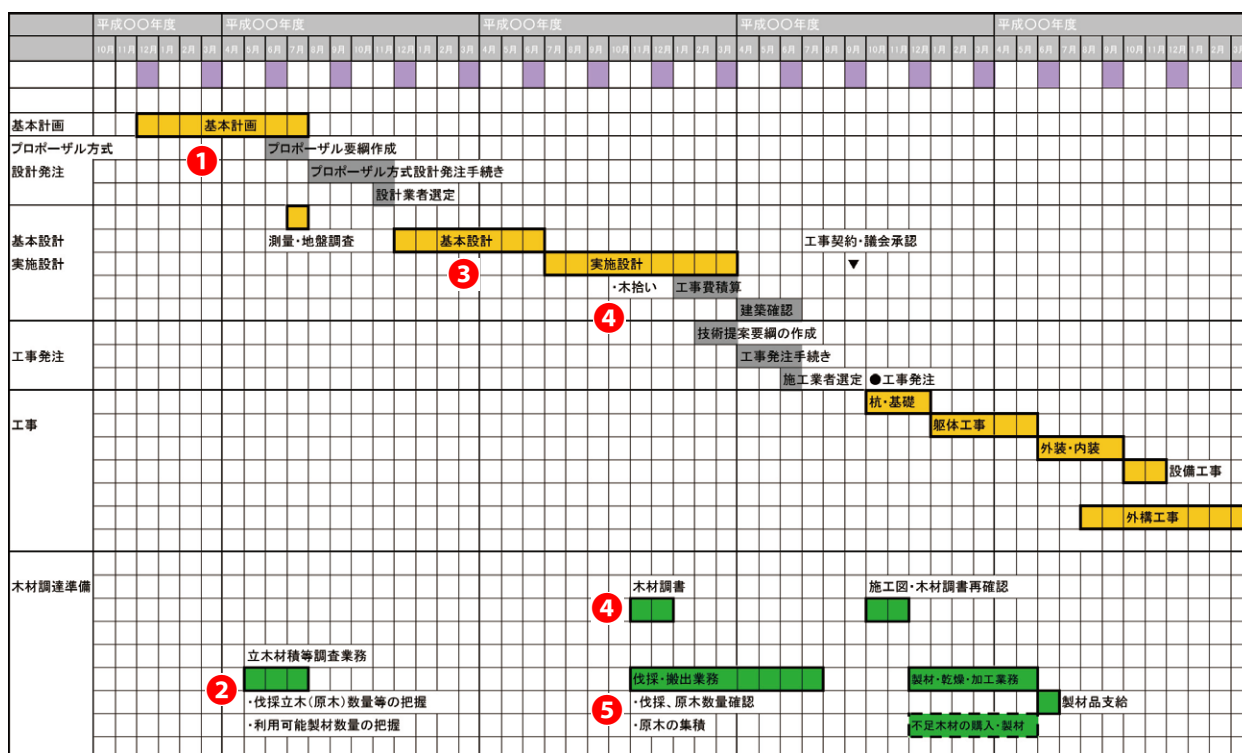 平成〇〇年度 平成〇〇年度 平成〇〇年度 平成〇〇年度 平成〇〇年度
10月 11月 12月 1月 2月 3月 4月 5月 6月 7月 8月 9月 10月 11月 12月 1月 2月 3月 4月 5月 6月 7月 8月 9月 10月 11月 12月 1月 2月 3月 4月 5月 6月 7月 8月 9月 10月 11月 12月 1月 2月 3月 4月 5月 6月 7月 8月 9月 10月 11月 12月 1月 2月 3月
基本計画 基本計画
プロポーザル方式 1 プロポーザル要綱作成
設計発注 プロポーザル方式設計発注手続き
設計業者選定
基本設計 測量・地盤調査 基本設計 工事契約・議会承認
実施設計 3 実施設計 ▼
・木拾い 工事費積算
4 建築確認
技術提案要綱の作成
工事発注 工事発注手続き
施工業者選定 ●工事発注
杭・基礎
工事 躯体工事
外装・内装
設備工事
外構工事
木材調達準備 木材調書 施工図・木材調書再確認
4
立木材積等調査業務
2 伐採・搬出業務 製材・乾燥・加工業務
・伐採立木(原木)数量等の把握 5 ・伐採、原木数量確認 製材品支給
・利用可能製材数量の把握 ・原木の集積 不足木材の購入・製材